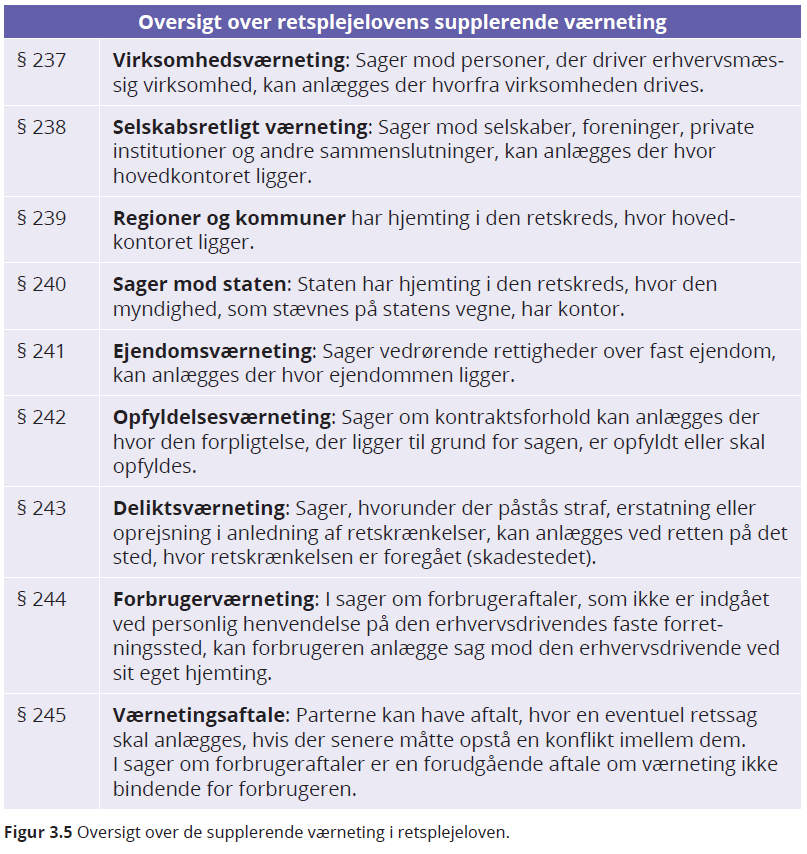 Oversigt over retsplejelovens supplerende værneting
§ 237
Virksomhedsværneting: Sager mod personer, der driver erhvervsmæs-
sig virksomhed, kan anlægges der hvorfra virksomheden drives.
§ 238
Selskabsretligt værneting: Sager mod selskaber, foreninger, private
institutioner og andre sammenslutninger, kan anlægges der hvor
hovedkontoret ligger.
§ 239
Regioner og kommuner har hjemting i den retskreds, hvor hoved-
kontoret ligger.
§ 240
Sager mod staten: Staten har hjemting i den retskreds, hvor den
myndighed, som stævnes på statens vegne, har kontor.
§ 241
Ejendomsværneting: Sager vedrørende rettigheder over fast ejendom,
kan anlægges der hvor ejendommen ligger.
§ 242
Opfyldelsesværneting: Sager om kontraktsforhold kan anlægges der
hvor den forpligtelse, der ligger til grund for sagen, er opfyldt eller skal
opfyldes.
§ 243
Deliktsværneting: Sager, hvorunder der påstås straf, erstatning eller
oprejsning i anledning af retskrænkelser, kan anlægges ved retten på det
sted, hvor retskrænkelsen er foregået (skadestedet).
§ 244
Forbrugerværneting: I sager om forbrugeraftaler, som ikke er indgået
ved personlig henvendelse på den erhvervsdrivendes faste forret-
ningssted, kan forbrugeren anlægge sag mod den erhvervsdrivende ved
sit eget hjemting.
§ 245
Værnetingsaftale: Parterne kan have aftalt, hvor en eventuel retssag
skal anlægges, hvis der senere måtte opstå en konflikt imellem dem.
I sager om forbrugeraftaler er en forudgående aftale om værneting ikke
bindende for forbrugeren.
Figur 3.5 Oversigt over de supplerende værneting i retsplejeloven.